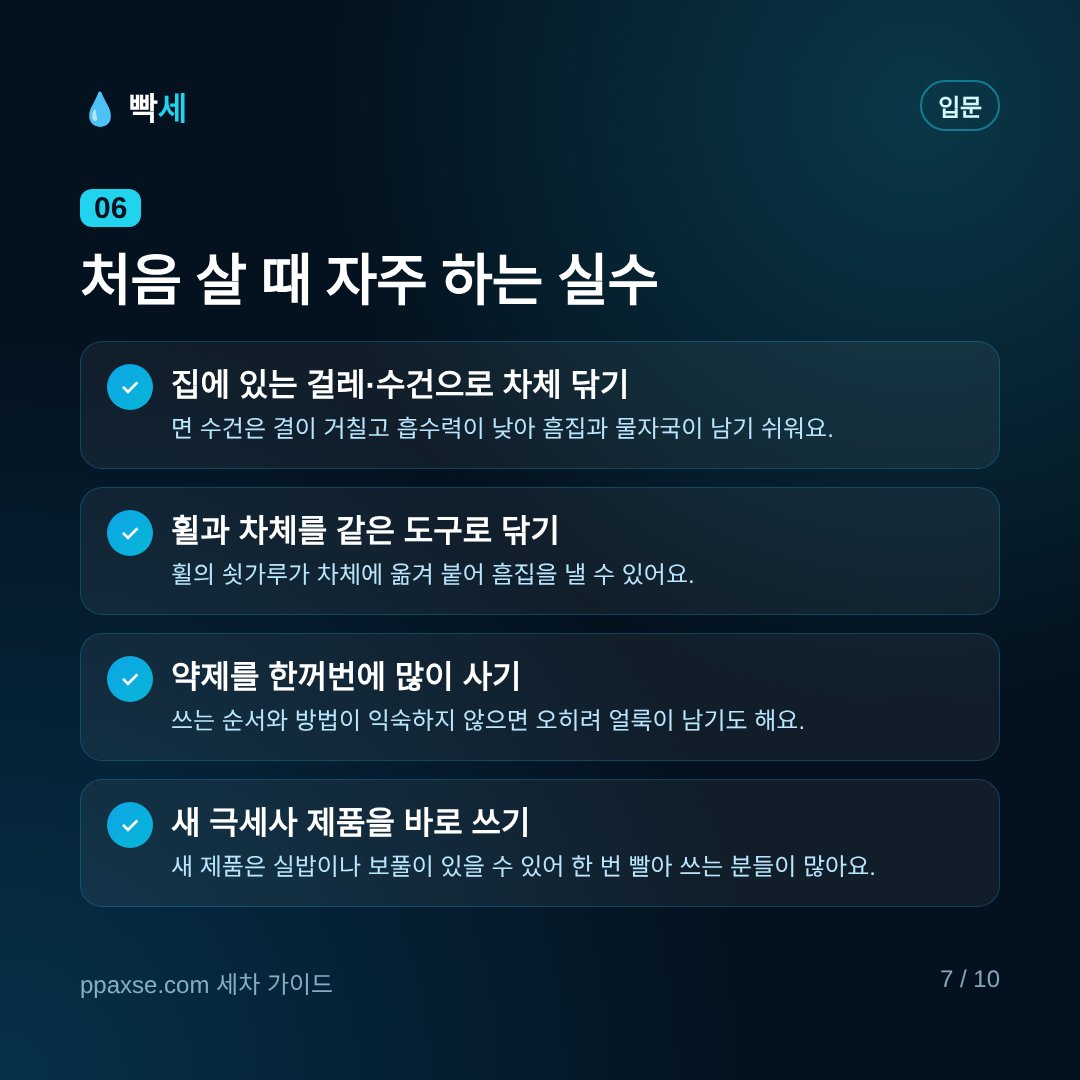 빡세
입문
06
처음 살 때 자주 하는 실수
집에 있는 걸레·수건으로 차체 닦기
면 수건은 결이 거칠고 흡수력이 낮아 흠집과 물자국이 남기 쉬워요.
휠과 차체를 같은 도구로 닦기
휠의 쇳가루가 차체에 옮겨 붙어 흠집을 낼 수 있어요.
약제를 한꺼번에 많이 사기
쓰는 순서와 방법이 익숙하지 않으면 오히려 얼룩이 남기도 해요.
새 극세사 제품을 바로 쓰기
새 제품은 실밥이나 보풀이 있을 수 있어 한 번 빨아 쓰는 분들이 많아요.
ppaxse.com 세차 가이드
7 / 10